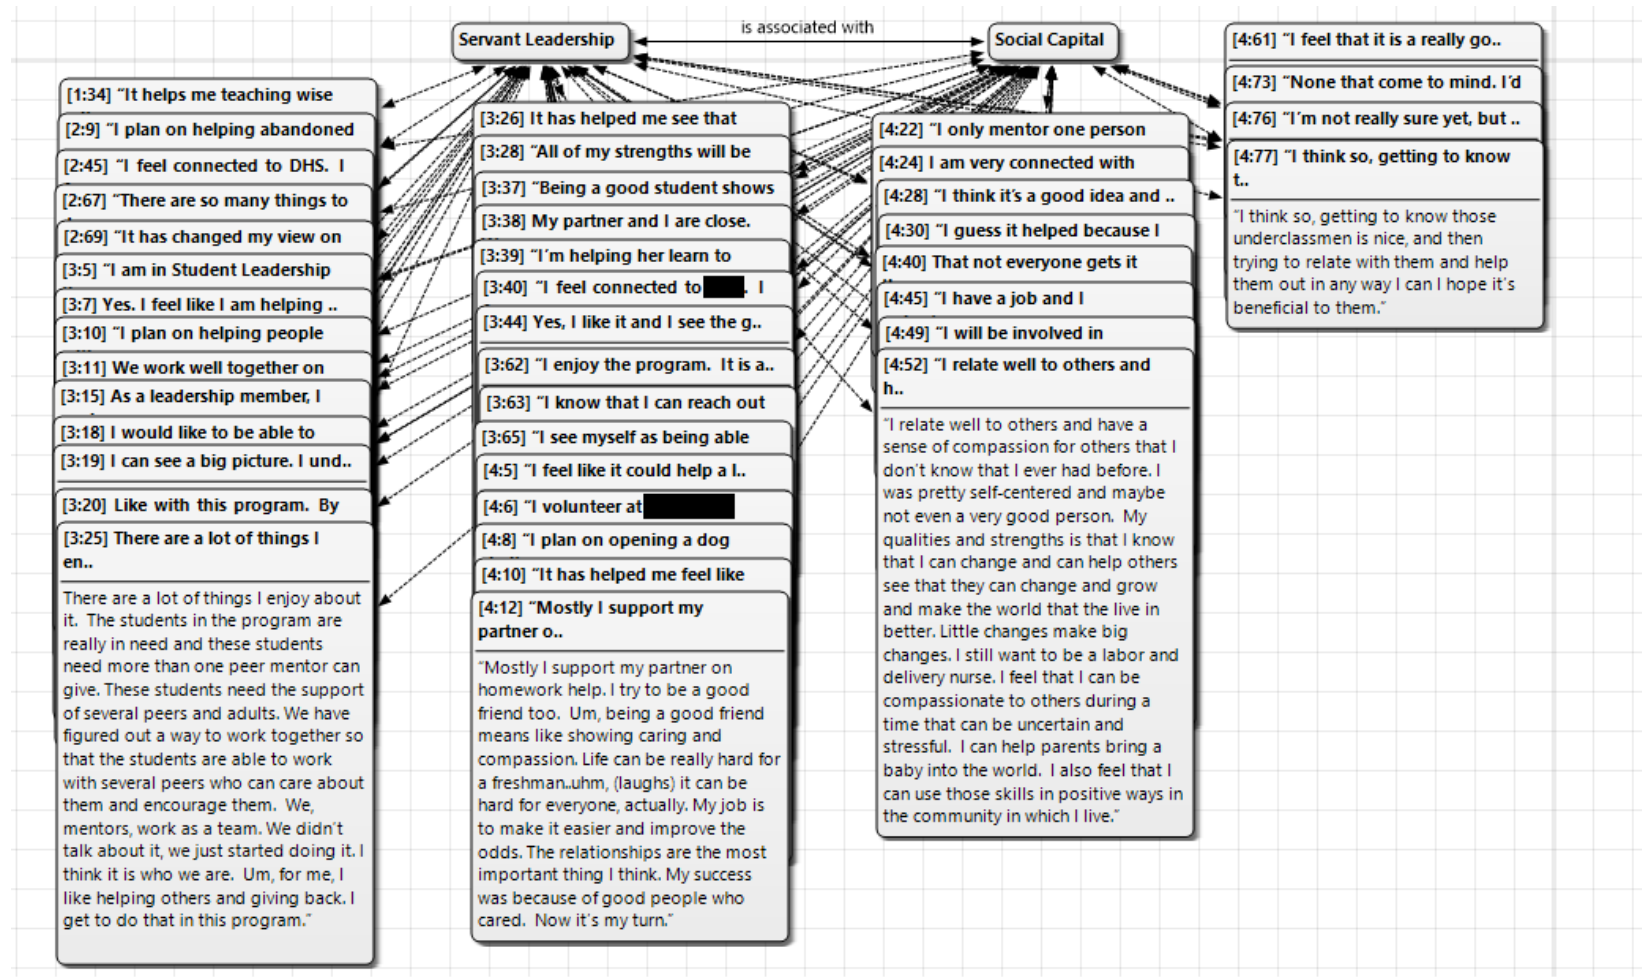 is associated with
Servant Leadership
Social Capital
[1:34] “It helps me teaching wise
[2:9] “I plan on helping abandoned
[2:45] “I feel connected to DHS. I
[2:67] “There are so many things to
[2:69] “It has changed my view on
[3:5] “I am in Student Leadership
[3:7] Yes. I feel like I am helping ..
[3:10] “I plan on helping people
[3:11] We work well together on
[3:15] As a leadership member, I
[3:18] I would like to be able to
[3:19] I can see a big picture. I und..
[3:20] Like with this program. By
[3:25] There are a lot of things I
en..
There are a lot of things I enjoy about
it. The students in the program are
really in need and these students
need more than one peer mentor can
give. These students need the support
of several peers and adults. We have
figured out a way to work together so
that the students are able to work
with several peers who can care about
them and encourage them. We,
mentors, work as a team. We didn’t
talk about it, we just started doing it. I
think it is who we are. Um, for me, I
like helping others and giving back. I
get to do that in this program.”
[3:26] It has helped me see that
[3:28] “All of my strengths will be
[3:37] “Being a good student shows
[3:38] My partner and I are close.
[3:39] “I’m helping her learn to
[3:40] “I feel connected to . I
[3:44] Yes, I like it and I see the g..
[3:62] “I enjoy the program. It is a..
[3:63] “I know that I can reach out
[3:65] “I see myself as being able
[4:5] “I feel like it could help a l..
[4:6] “I volunteer at
[4:8] “I plan on opening a dog
[4:10] “It has helped me feel like
[4:12] “Mostly I support my
partner o..
“Mostly I support my partner on
homework help. I try to be a good
friend too. Um, being a good friend
means like showing caring and
compassion. Life can be really hard for
a freshman..uhm, (laughs) it can be
hard for everyone, actually. My job is
to make it easier and improve the
odds. The relationships are the most
important thing I think. My success
was because of good people who
cared. Now it’s my turn.”
[4:22] “I only mentor one person
[4:24] I am very connected with
[4:28] “I think it’s a good idea and ..
[4:30] “I guess it helped because I
[4:40] That not everyone gets it
[4:45] “I have a job and I
[4:49] “I will be involved in
[4:52] “I relate well to others and
h..
“I relate well to others and have a
sense of compassion for others that I
don’t know that I ever had before. I
was pretty self-centered and maybe
not even a very good person. My
qualities and strengths is that I know
that I can change and can help others
see that they can change and grow
and make the world that the live in
better. Little changes make big
changes. I still want to be a labor and
delivery nurse. I feel that I can be
compassionate to others during a
time that can be uncertain and
stressful. I can help parents bring a
baby into the world. I also feel that I
can use those skills in positive ways in
the community in which I live.”
[4:61] “I feel that it is a really go..
[4:73] “None that come to mind. I’d
[4:76] “I’m not really sure yet, but ..
[4:77] “I think so, getting to know
t..
“I think so, getting to know those
underclassmen is nice, and then
trying to relate with them and help
them out in any way I can I hope it’s
beneficial to them.”